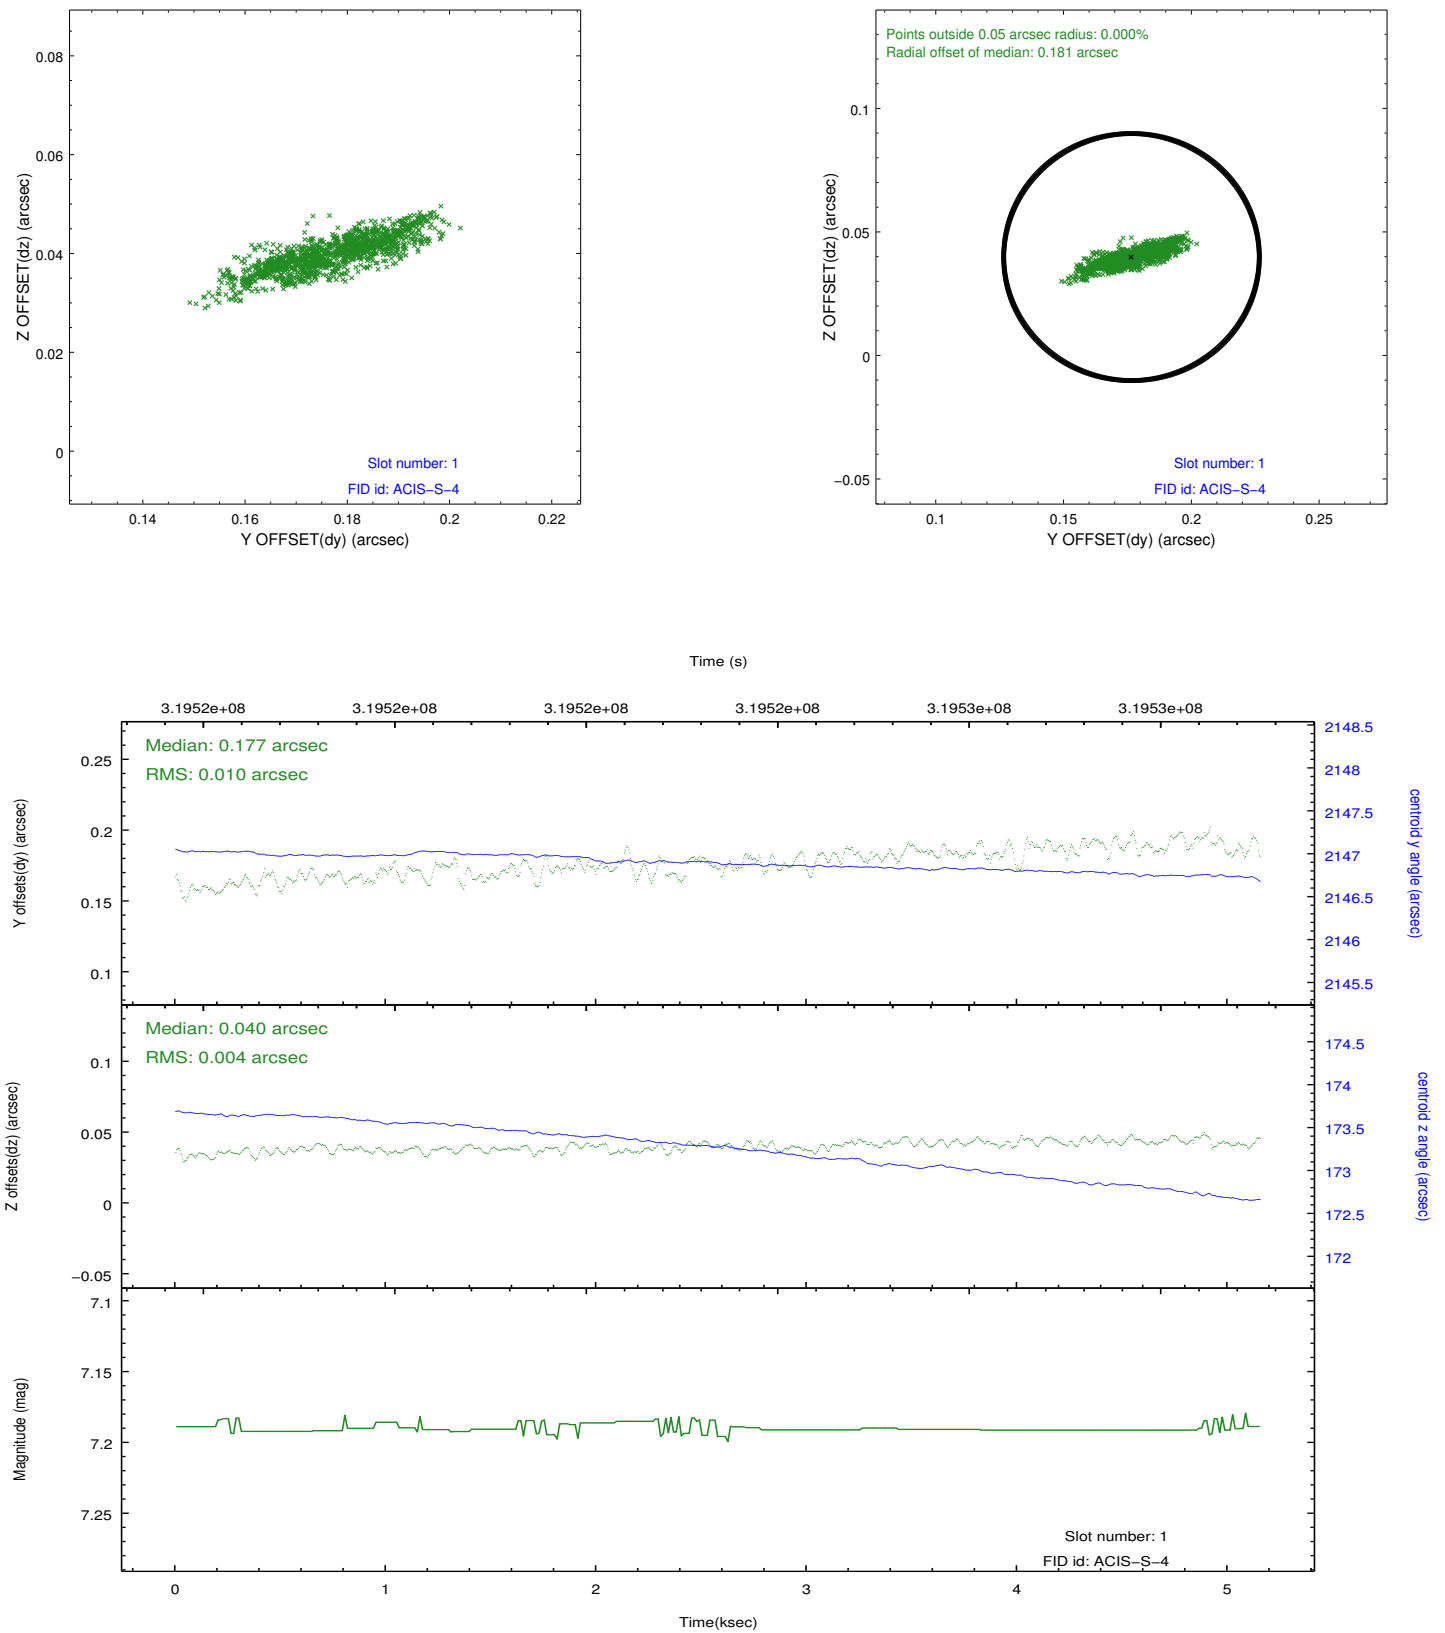 0.08
0.06
0.04
0.02
0
Z OFFSET(dz) (arcsec)
Slot number: 1
FID id: ACIS−S−4
0.14 0.16 0.18 0.2 0.22
Y OFFSET(dy) (arcsec)
Points outside 0.05 arcsec radius: 0.000%
Radial offset of median: 0.181 arcsec
0.1
0.05
0
−0.05
Z OFFSET(dz) (arcsec)
Slot number: 1
FID id: ACIS−S−4
0.1 0.15 0.2 0.25
Y OFFSET(dy) (arcsec)
Time (s)
3.1952e+08 3.1952e+08 3.1952e+08 3.1952e+08 3.1953e+08 3.1953e+08
Median: 0.177 arcsec
RMS: 0.010 arcsec
0.25
0.2
0.15
0.1
Y offsets(dy) (arcsec)
2148.5
2148
2147.5
2147
2146.5
2146
2145.5
centroid y angle (arcsec)
Median: 0.040 arcsec
RMS: 0.004 arcsec
0.1
0.05
0
−0.05
Z offsets(dz) (arcsec)
174.5
174
173.5
173
172.5
172
centroid z angle (arcsec)
7.1
7.15
7.2
7.25
Magnitude (mag)
Slot number: 1
FID id: ACIS−S−4
0 1 2 3 4 5
Time(ksec)